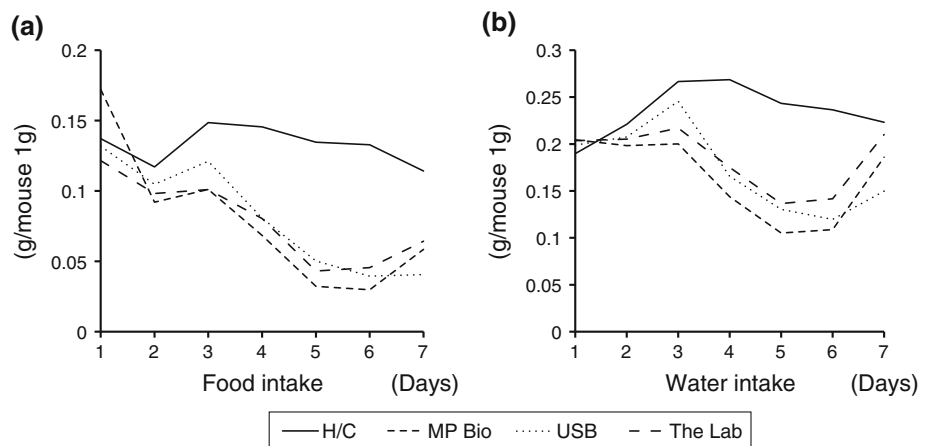 (a)
0.2
0.15
0.1
0.05
0
(g/mouse 1g)
1 2 3 4 5 6 7
Food intake (Days)
(b)
0.3
0.25
0.2
0.15
0.1
0.05
0
(g/mouse 1g)
1 2 3 4 5 6 7
Water intake (Days)
H/C MP Bio USB The Lab